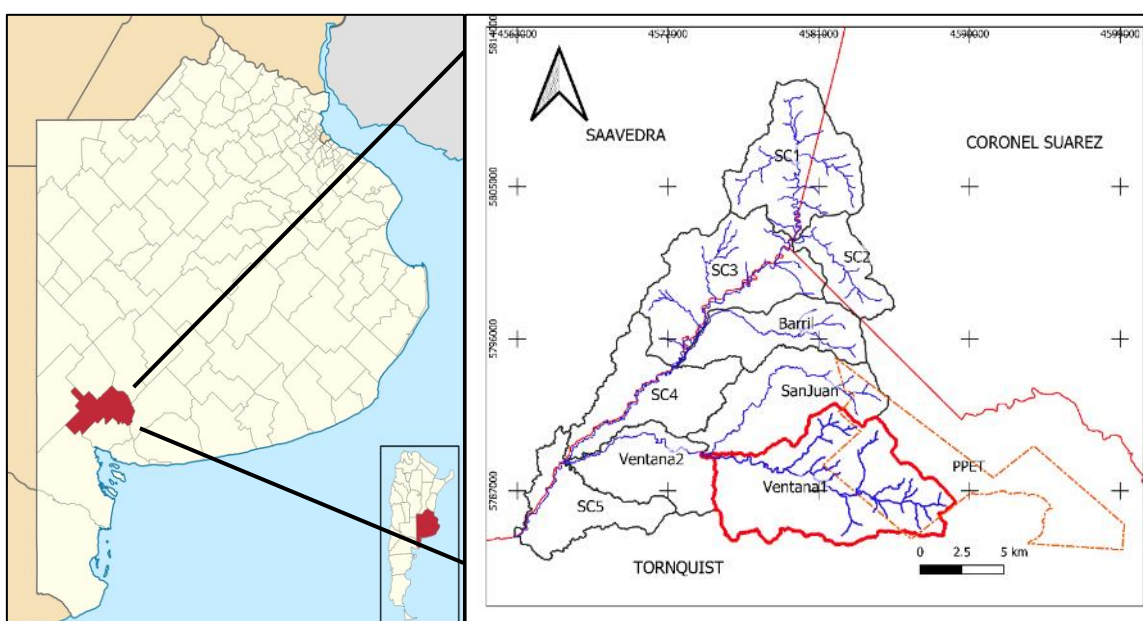 4563000 4572000 4581000 4590000 4599000
5814000
SAAVEDRA
CORONEL SUAREZ
SC1
5805000
SC2
SC3
Barril
5796000
SanJuan
SC4
Ventana2
PPET
Ventana1
5787000
SC5
0 2.5 5 km
TORNQUIST